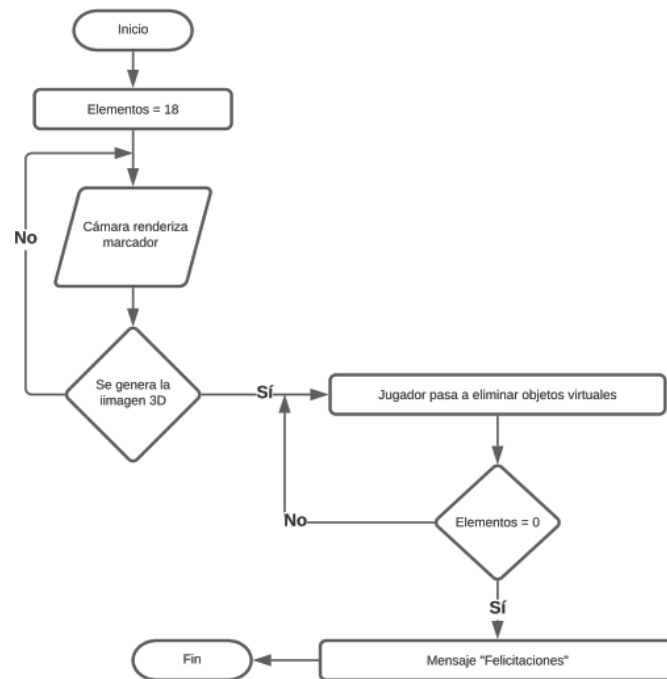 Inicio
Elementos = 18
No
Cámara renderiza
marcador
Se genera la
iimagen 3D
Sí
Jugador pasa a eliminar objetos virtuales
No
Elementos = 0
Sí
Fin
Mensaje "Felicitaciones"